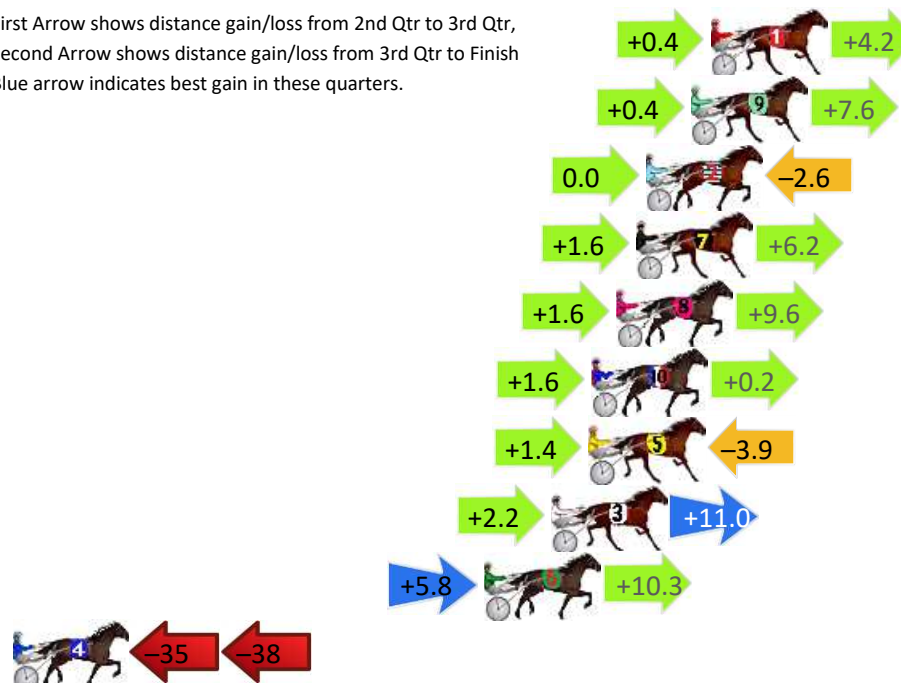 irst Arrow shows distance gain/loss from 2nd Qtr to 3rd Qtr,
econd Arrow shows distance gain/loss from 3rd Qtr to Finish
Blue arrow indicates best gain in these quarters.
+0.4 1 +4.2
+0.4 9 +7.6
0.0 –2.6
+1.6 7 +6.2
+1.6 8 +9.6
+1.6 10 +0.2
+1.4 5 –3.9
+2.2 3 +11.0
+5.8 6 +10.3
4 –35 –38